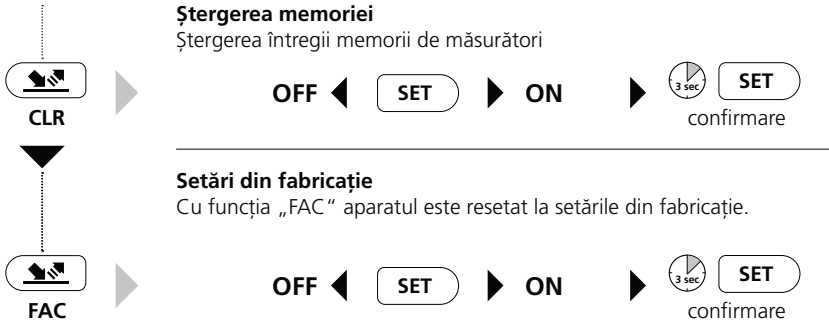 Ștergerea memoriei
Ștergerea întregii memorii de măsurători
OFF SET ON 3 sec SET
CLR
confirmare
Setări din fabricație
Cu funcția „FAC“ aparatul este resetat la setările din fabricație.
OFF SET ON 3 sec SET
FAC
confirmare